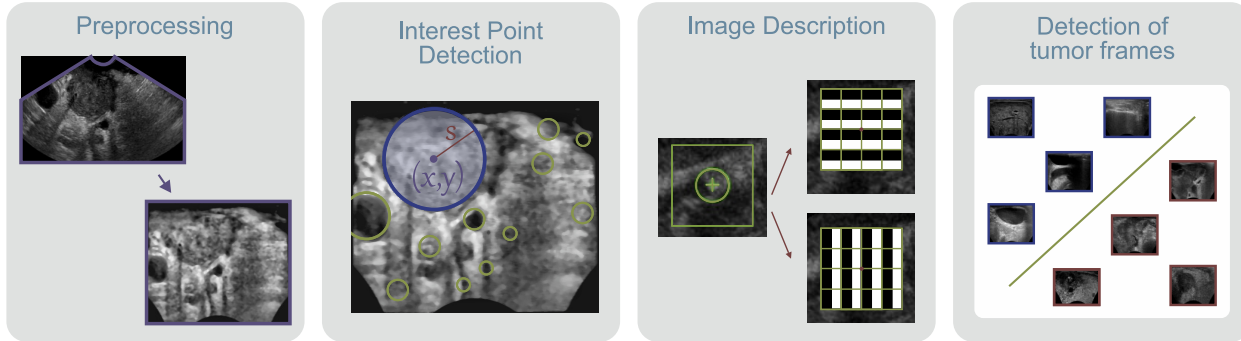 Preprocessing
Interest Point
Detection
s
(x,y)
Image Description
Detection of
tumor frames